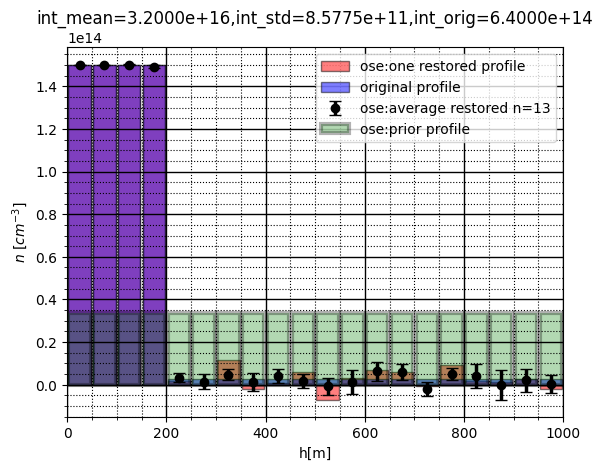 int_mean=3.2000e+16,int_std=8.5775e+11,int_orig=6.4000e+14
1e14
ose:one restored profile
original profile
ose:average restored n=13
ose:prior profile
1.4
1.2
1.0
0.8
0.6
0.4
0.2
0.0
n [cm⁻³]
0 200 400 600 800 1000
h[m]